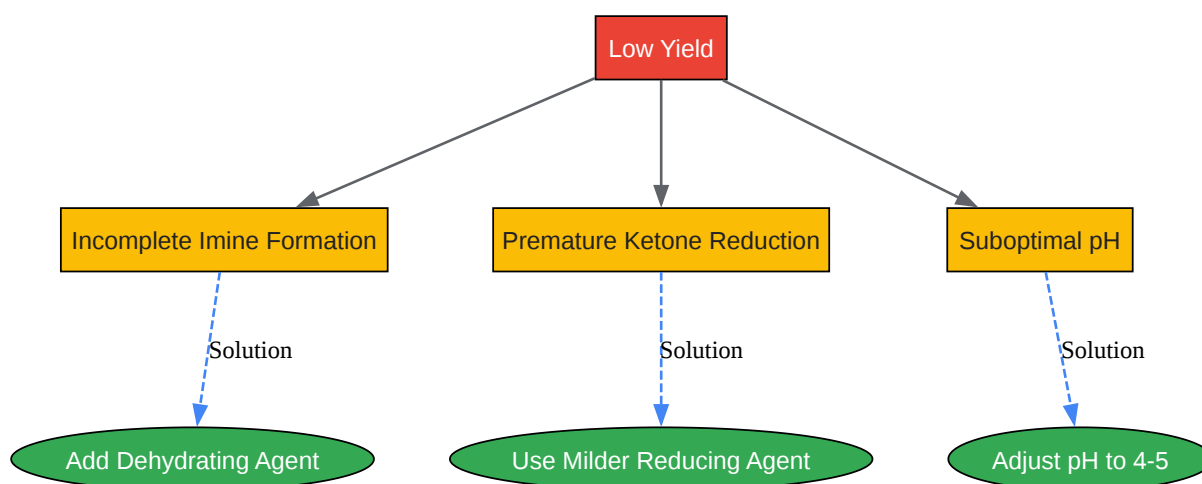 Low Yield
Incomplete Imine Formation
Premature Ketone Reduction
Suboptimal pH
Solution
Solution
Solution
Add Dehydrating Agent
Use Milder Reducing Agent
Adjust pH to 4-5